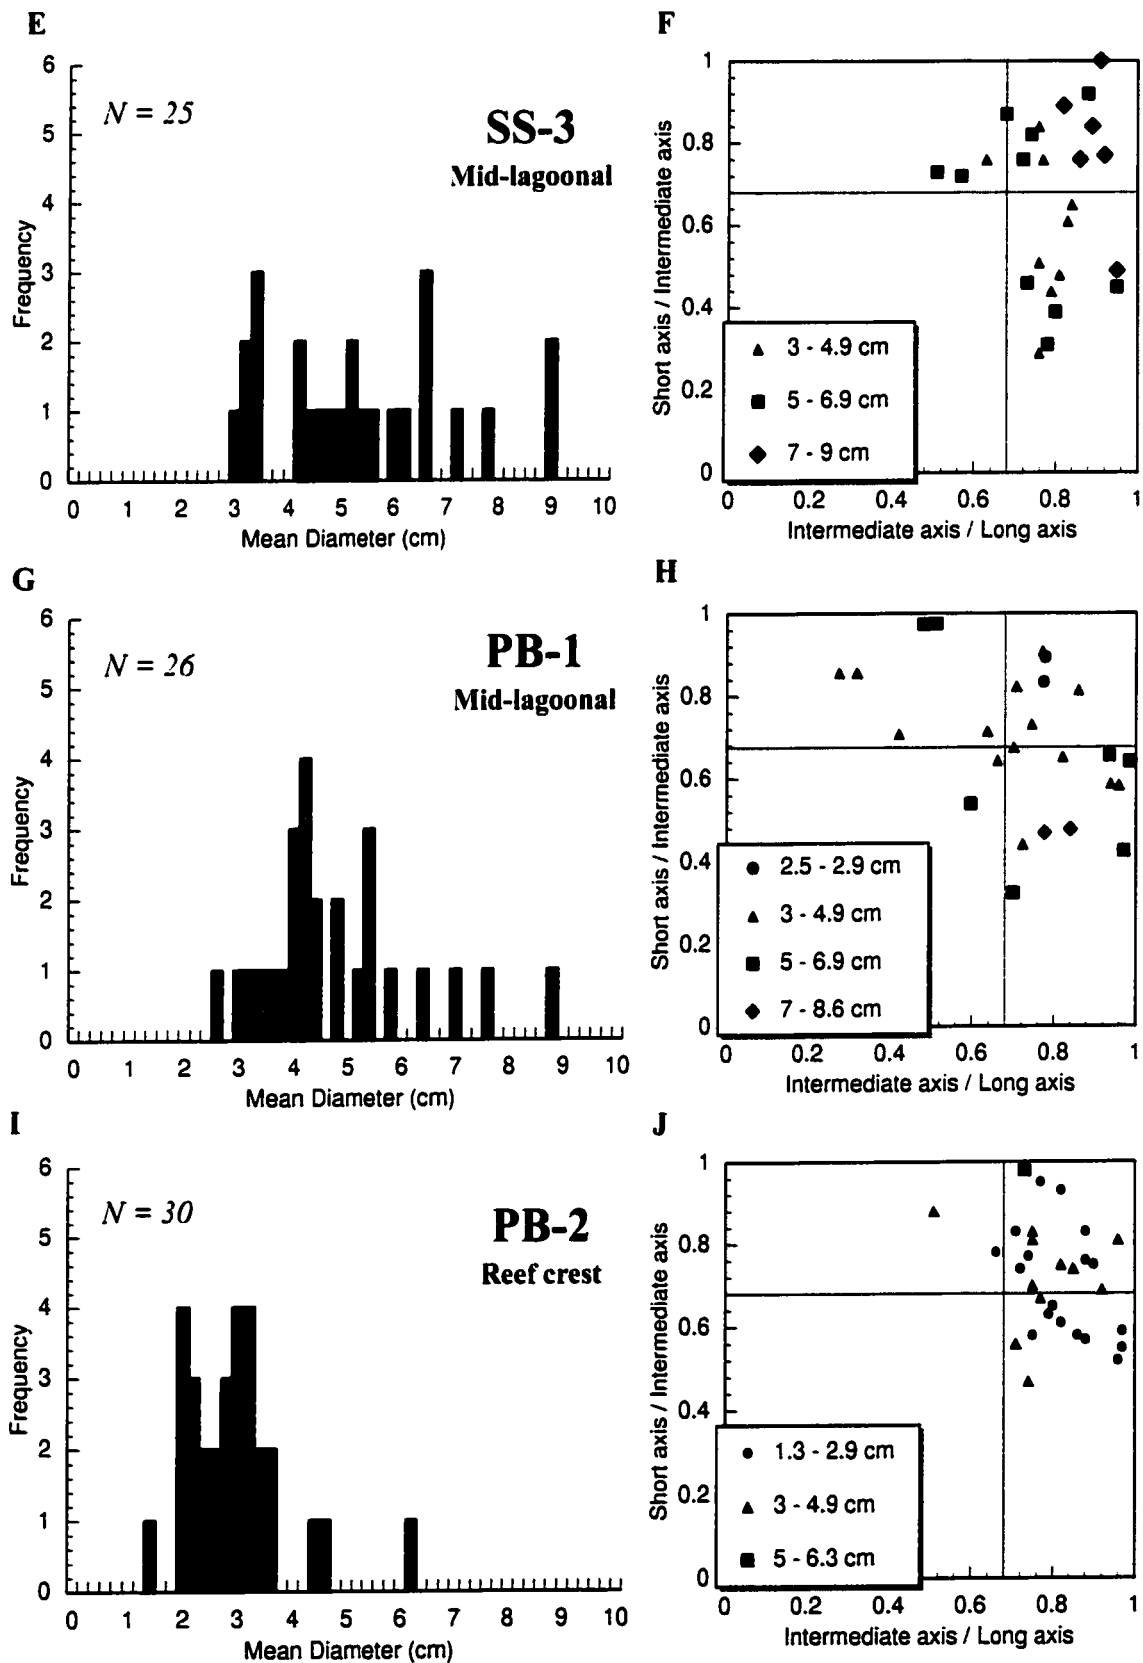 E
6
5
4
3
2
1
0
Frequency
N = 25
SS-3
Mid-lagoonal
0 1 2 3 4 5 6 7 8 9 10
Mean Diameter (cm)
F
1
0.8
0.6
0.4
0.2
0
Short axis / Intermediate axis
3 - 4.9 cm
5 - 6.9 cm
7 - 9 cm
0 0.2 0.4 0.6 0.8 1
Intermediate axis / Long axis
G
6
5
4
3
2
1
0
Frequency
N = 26
PB-1
Mid-lagoonal
0 1 2 3 4 5 6 7 8 9 10
Mean Diameter (cm)
H
1
0.8
0.6
0.4
0.2
0
Short axis / Intermediate axis
2.5 - 2.9 cm
3 - 4.9 cm
5 - 6.9 cm
7 - 8.6 cm
0 0.2 0.4 0.6 0.8 1
Intermediate axis / Long axis
I
6
5
4
3
2
1
0
Frequency
N = 30
PB-2
Reef crest
0 1 2 3 4 5 6 7 8 9 10
Mean Diameter (cm)
J
1
0.8
0.6
0.4
0.2
0
Short axis / Intermediate axis
1.3 - 2.9 cm
3 - 4.9 cm
5 - 6.3 cm
0 0.2 0.4 0.6 0.8 1
Intermediate axis / Long axis